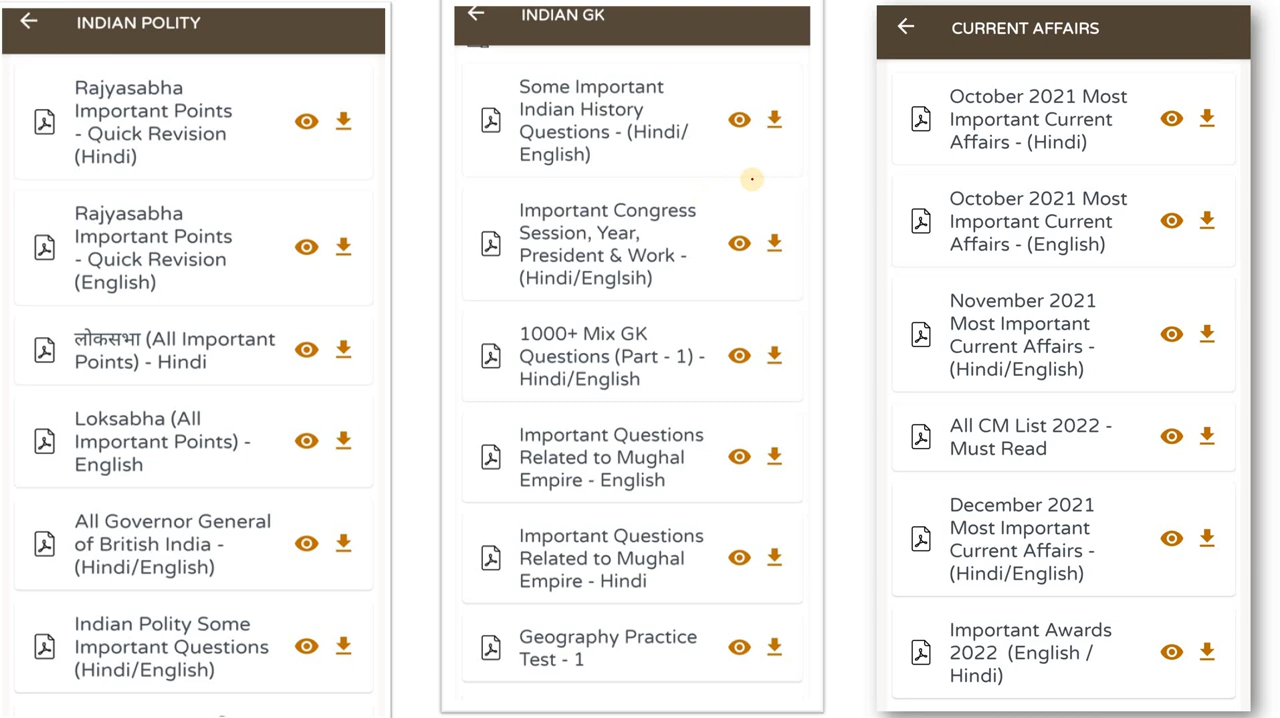 INDIAN POLITY
Rajyasabha
Important Points
- Quick Revision
(Hindi)
Rajyasabha
Important Points
- Quick Revision
(English)
लोकसभा (All Important
Points) - Hindi
Loksabha (All
Important Points) -
English
All Governor General
of British India -
(Hindi/English)
Indian Polity Some
Important Questions
(Hindi/English)
INDIAN GK
Some Important
Indian History
Questions - (Hindi/
English)
Important Congress
Session, Year,
President & Work -
(Hindi/Englsih)
1000+ Mix GK
Questions (Part - 1) -
Hindi/English
Important Questions
Related to Mughal
Empire - English
Important Questions
Related to Mughal
Empire - Hindi
Geography Practice
Test - 1
CURRENT AFFAIRS
October 2021 Most
Important Current
Affairs - (Hindi)
October 2021 Most
Important Current
Affairs - (English)
November 2021
Most Important
Current Affairs -
(Hindi/English)
All CM List 2022 -
Must Read
December 2021
Most Important
Current Affairs -
(Hindi/English)
Important Awards
2022 (English /
Hindi)